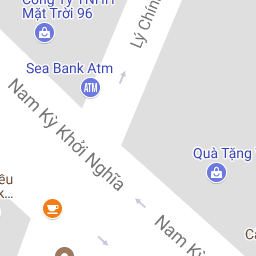 Công Ty TNHH
Mặt Trời 96
Lý Chín
Sea Bank Atm
ATM
Nam Kỳ Khởi Nghĩa
Quà Tặng
Nam Kỳ